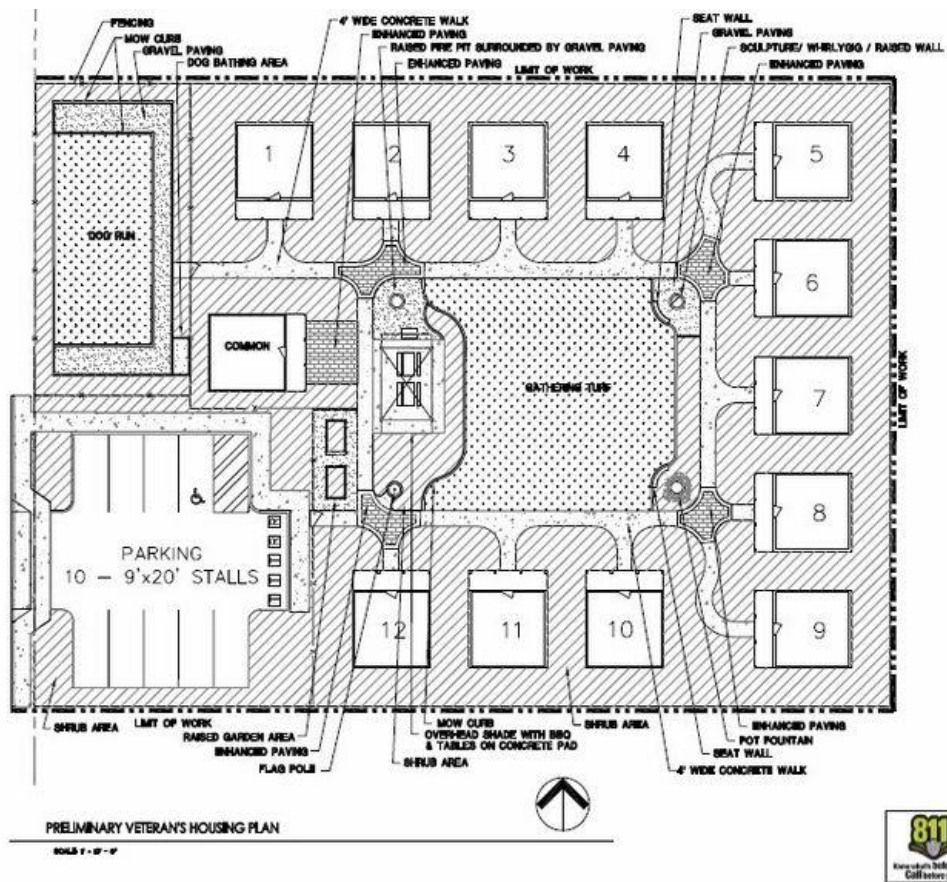 FENCING
MOW CURB
GRAVEL PAVING
DOG BATHING AREA
4' WIDE CONCRETE WALK
ENHANCED PAVING
RAISED FIRE PIT SURROUNDED BY GRAVEL PAVING
ENHANCED PAVING
LIMIT OF WORK
SEAT WALL
GRAVEL PAVING
SCULPTURE/ WHIRLYGIG / RAISED WALL
ENHANCED PAVING
1
2
3
4
5
DOG RUN
6
COMMON
GATHERING TURF
7
LIMIT OF WORK
8
PARKING
10 – 9'x20' STALLS
12
11
10
9
SHRUB AREA
LIMIT OF WORK
RAISED GARDEN AREA
ENHANCED PAVING
FLAG POLE
MOW CURB
OVERHEAD SHADE WITH BBQ
& TABLES ON CONCRETE PAD
SHRUB AREA
SHRUB AREA
ENHANCED PAVING
POT FOUNTAIN
SEAT WALL
4' WIDE CONCRETE WALK
PRELIMINARY VETERAN'S HOUSING PLAN
811